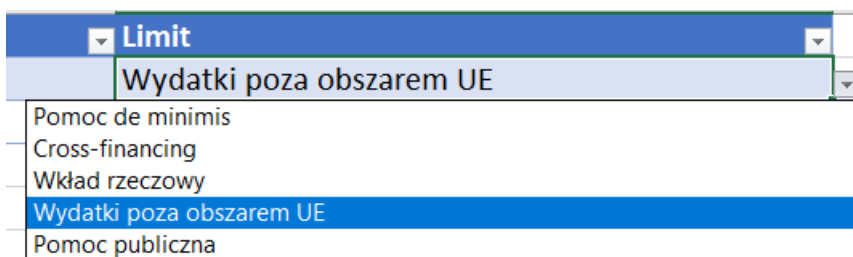 Limit
Wydatki poza obszarem UE
Pomoc de minimis
Cross-financing
Wkład rzeczowy
Wydatki poza obszarem UE
Pomoc publiczna